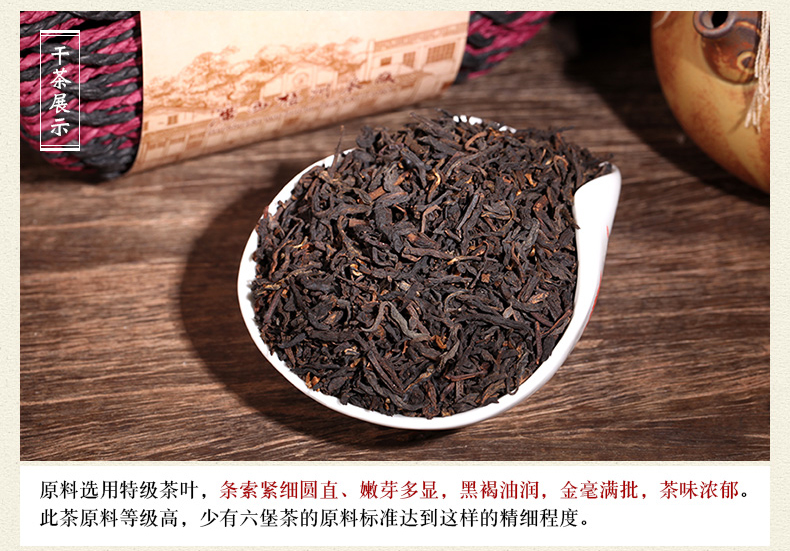 干茶展示
原料选用特级茶叶，条索紧细圆直、嫩芽多显，黑褐油润，金毫满批，茶味浓郁。
此茶原料等级高，少有六堡茶的原料标准达到这样的精细程度。